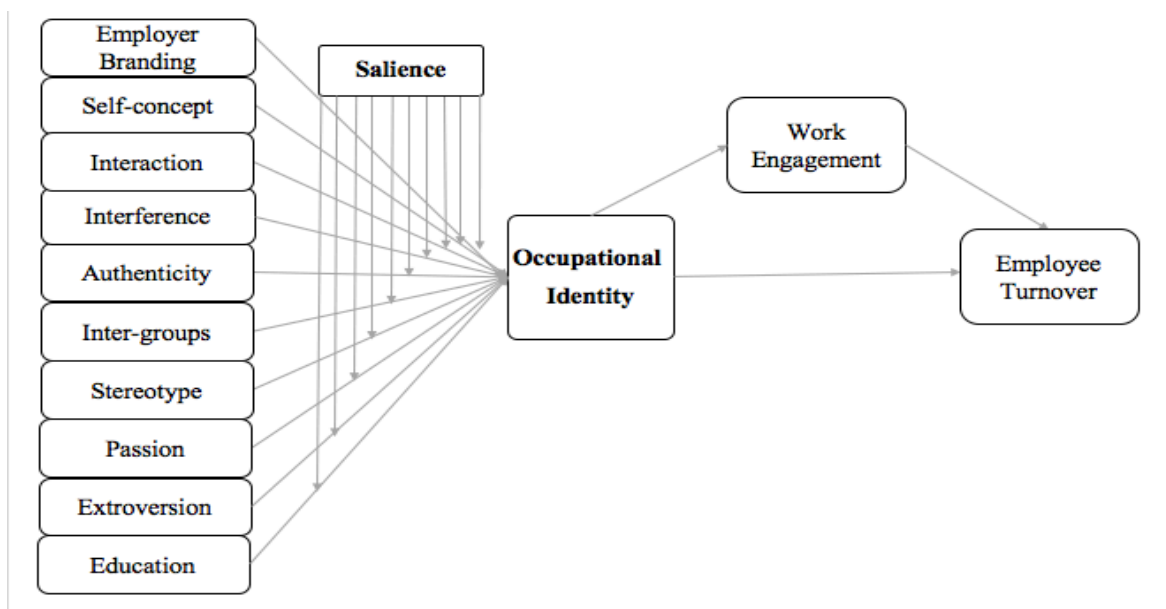 Employer
Branding
Self-concept
Interaction
Interference
Authenticity
Inter-groups
Stereotype
Passion
Extroversion
Education
Salience
Occupational
Identity
Work
Engagement
Employee
Turnover